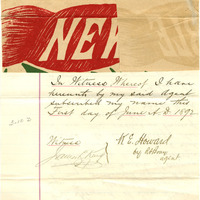 NEW
In Witness Whereof I have
hereunto by my said Agent
subscribed my name this
First day of June A.D. 1892
Witness
W. E. Howard
by
agent